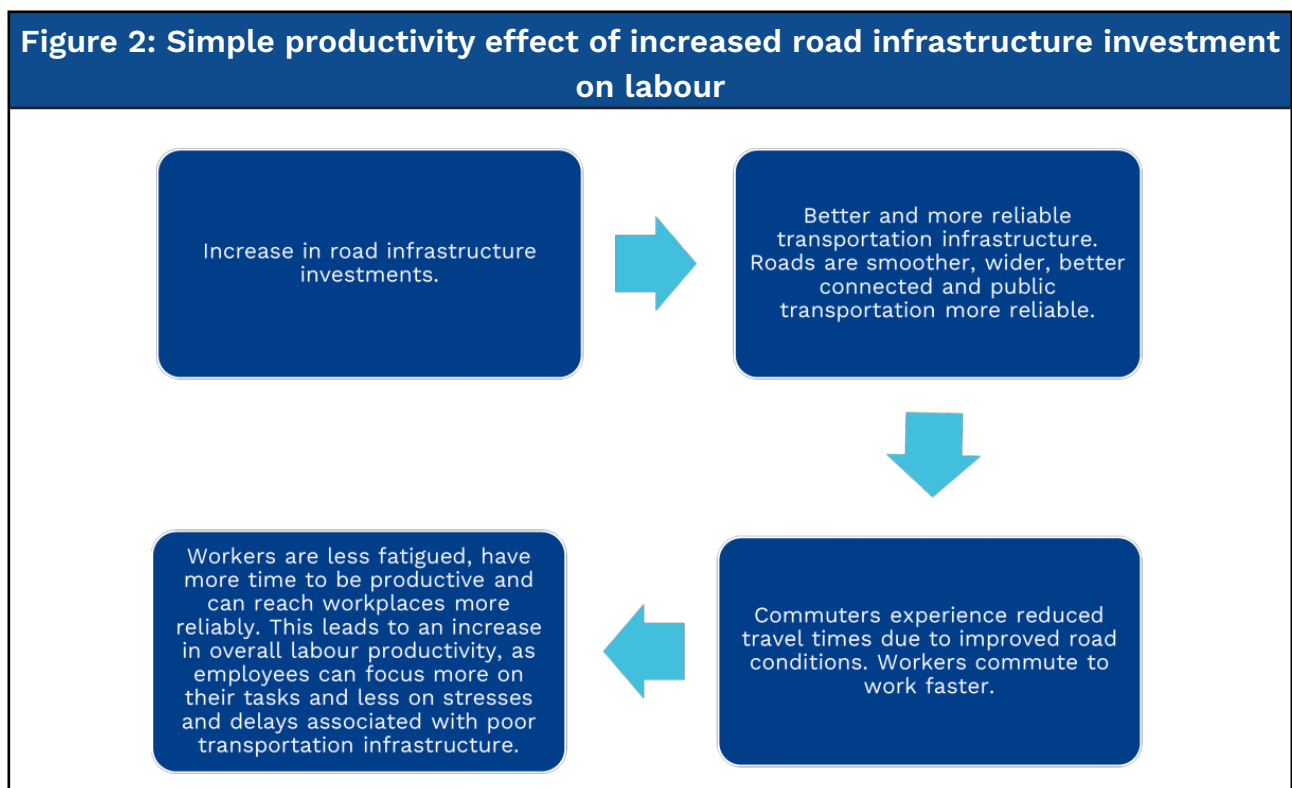 Figure 2: Simple productivity effect of increased road infrastructure investment
on labour
Increase in road infrastructure
investments.
Better and more reliable
transportation infrastructure.
Roads are smoother, wider, better
connected and public
transportation more reliable.
Commuters experience reduced
travel times due to improved road
conditions. Workers commute to
work faster.
Workers are less fatigued, have
more time to be productive and
can reach workplaces more
reliably. This leads to an increase
in overall labour productivity, as
employees can focus more on
their tasks and less on stresses
and delays associated with poor
transportation infrastructure.